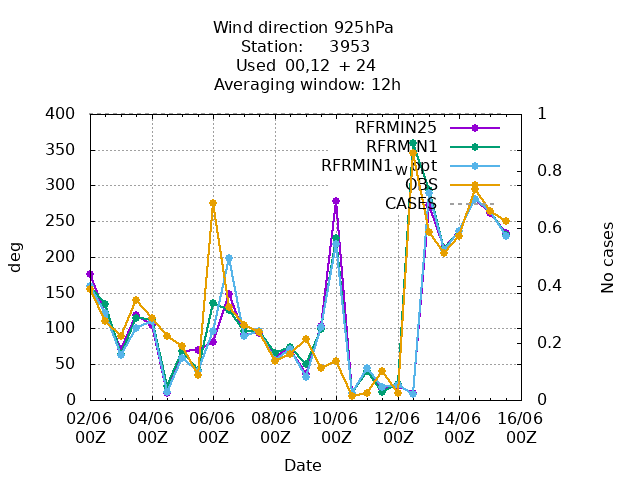 Wind direction 925hPa
Station: 3953
Used 00,12 + 24
Averaging window: 12h
400 1
350
300 0.8
250
200 0.6
150 0.4
100
50 0.2
0 0
RFRMIN25
RFRMIN1
RFRMIN1wopt
OBS
CASES
deg
No cases
02/06 04/06 06/06 08/06 10/06 12/06 14/06 16/06
00Z 00Z 00Z 00Z 00Z 00Z 00Z 00Z
Date